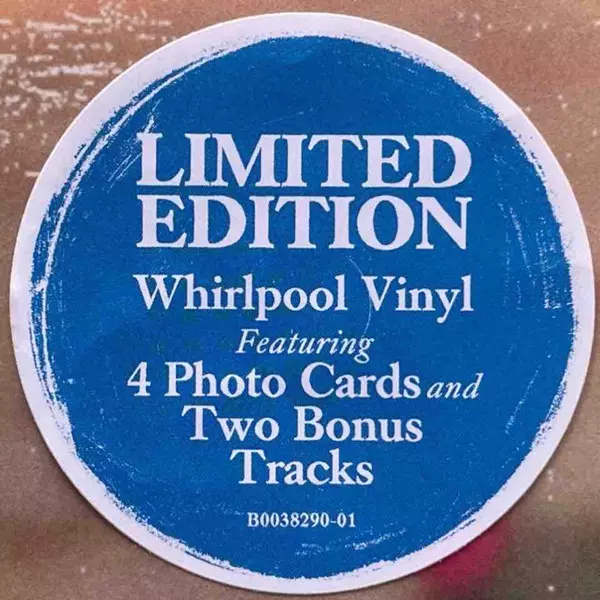 LIMITED
EDITION
Whirlpool Vinyl
Featuring
4 Photo Cards and
Two Bonus
Tracks
B0038290-01